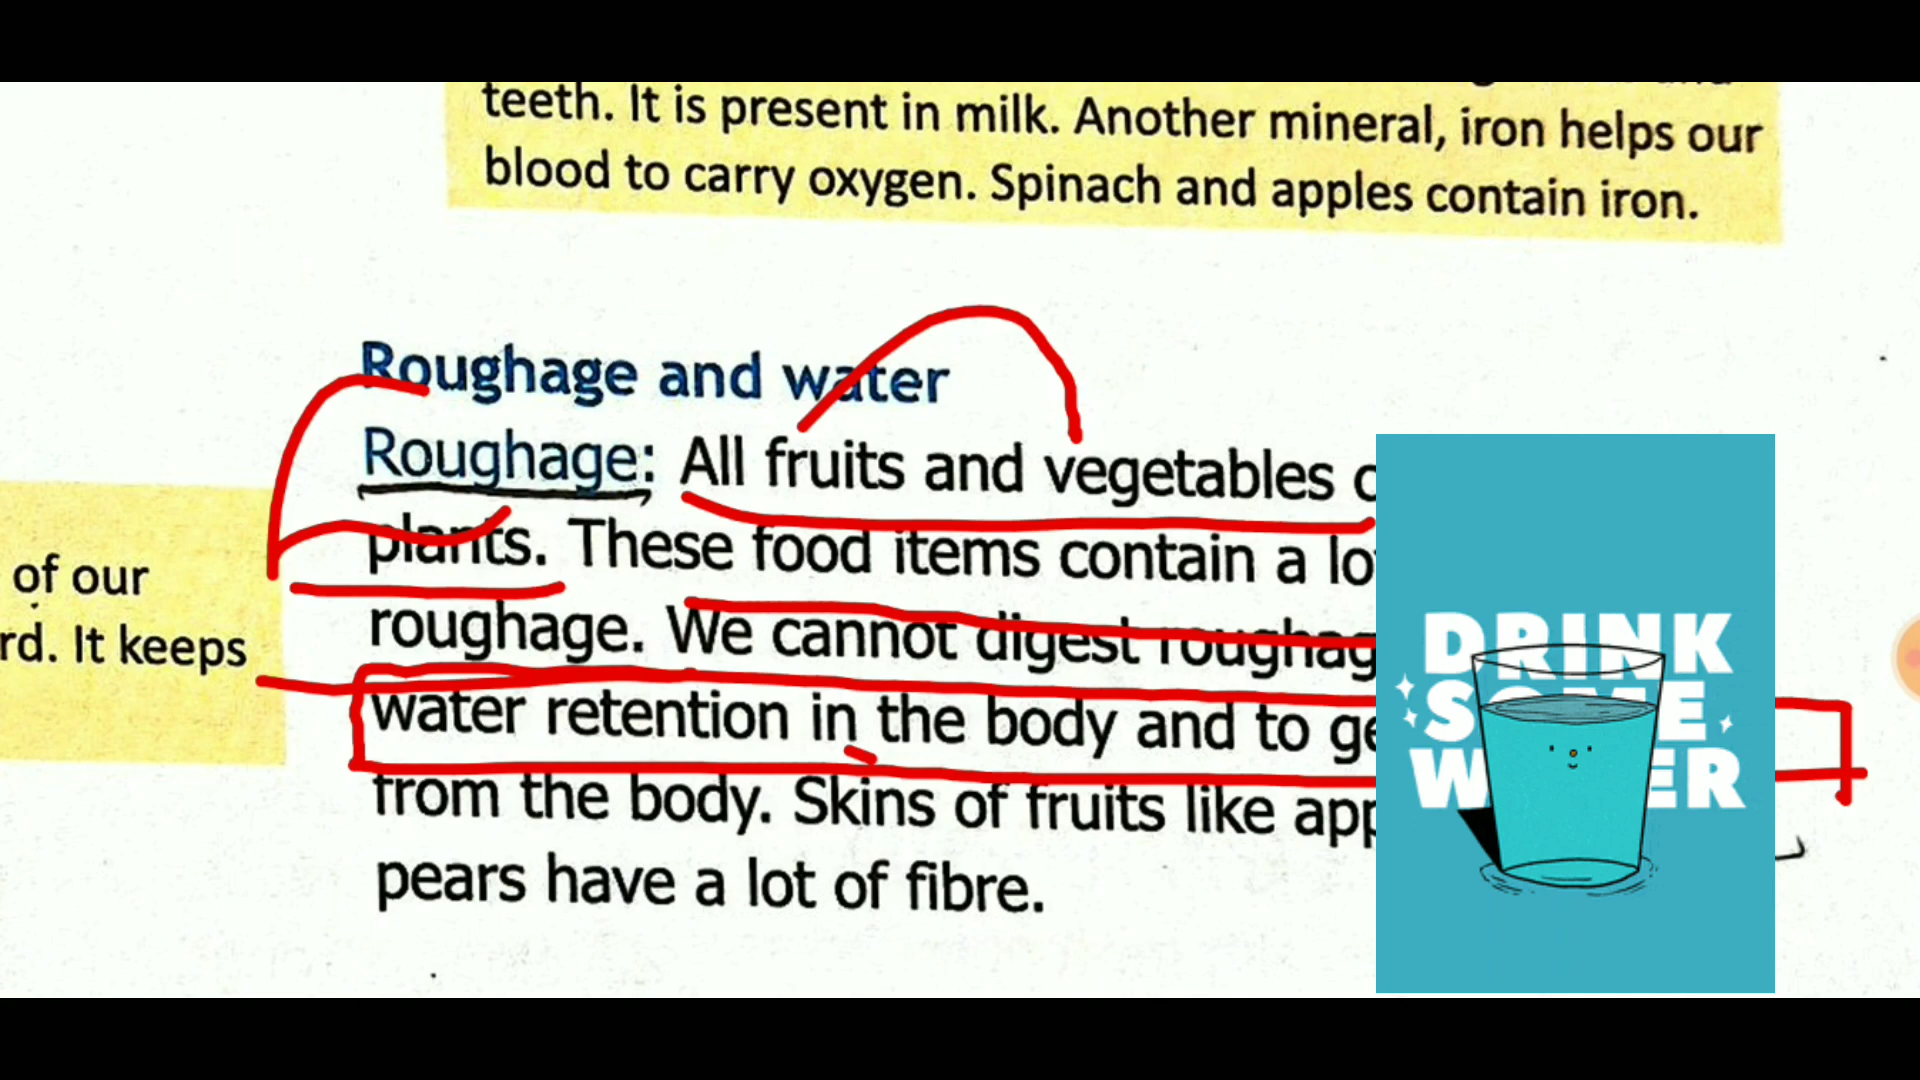 teeth. It is present in milk. Another mineral, iron helps our
blood to carry oxygen. Spinach and apples contain iron.
Roughage and water
Roughage: All fruits and vegetables
plants. These food items contain a
roughage. We cannot digest
water retention in the body and to
from the body. Skins of fruits like
pears have a lot of fibre.
of our
It keeps
DRINK
SOME
WATER